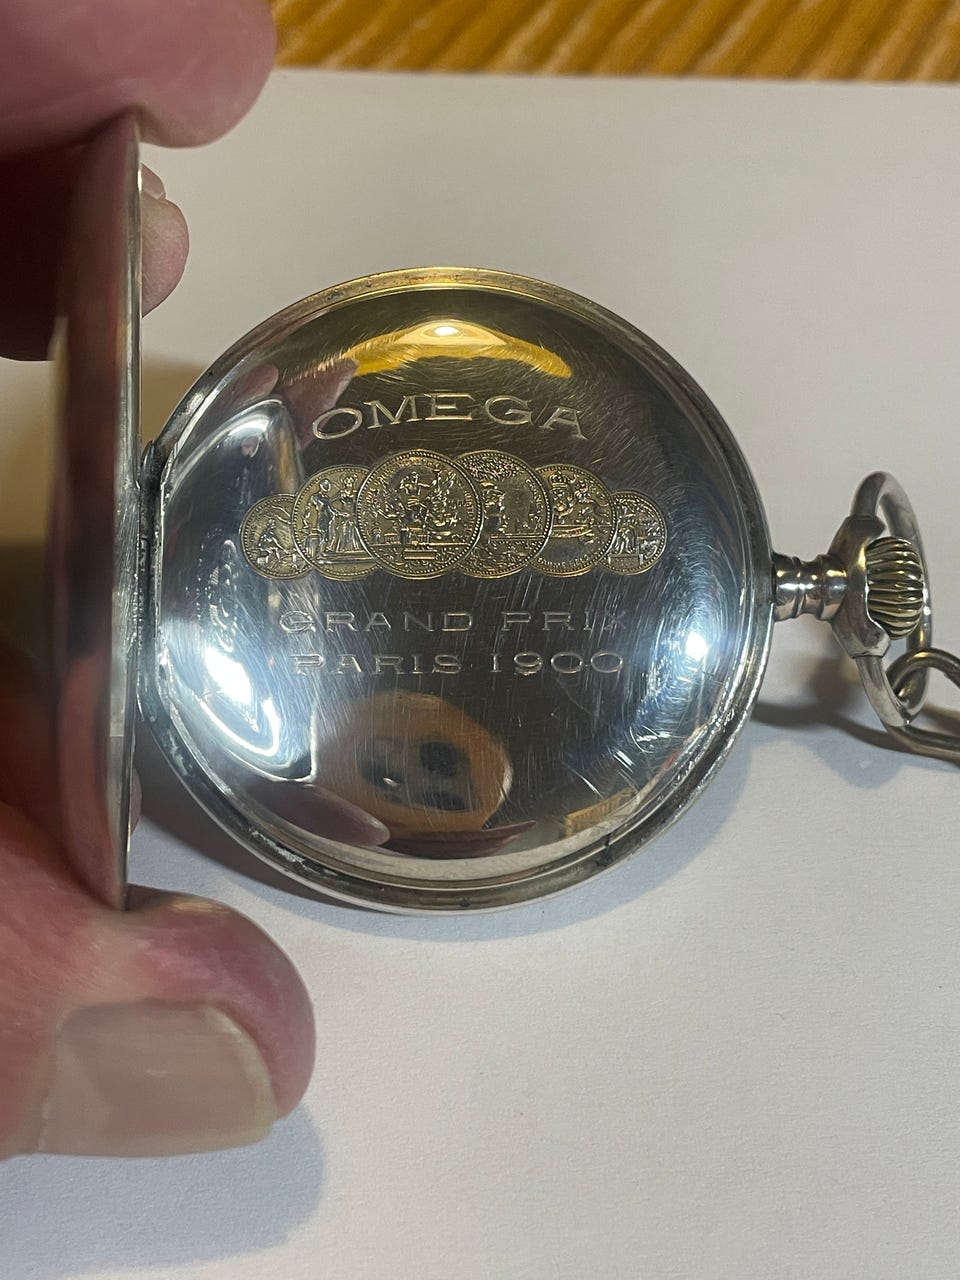 OMEGA
GRAND PRIX
PARIS 1900